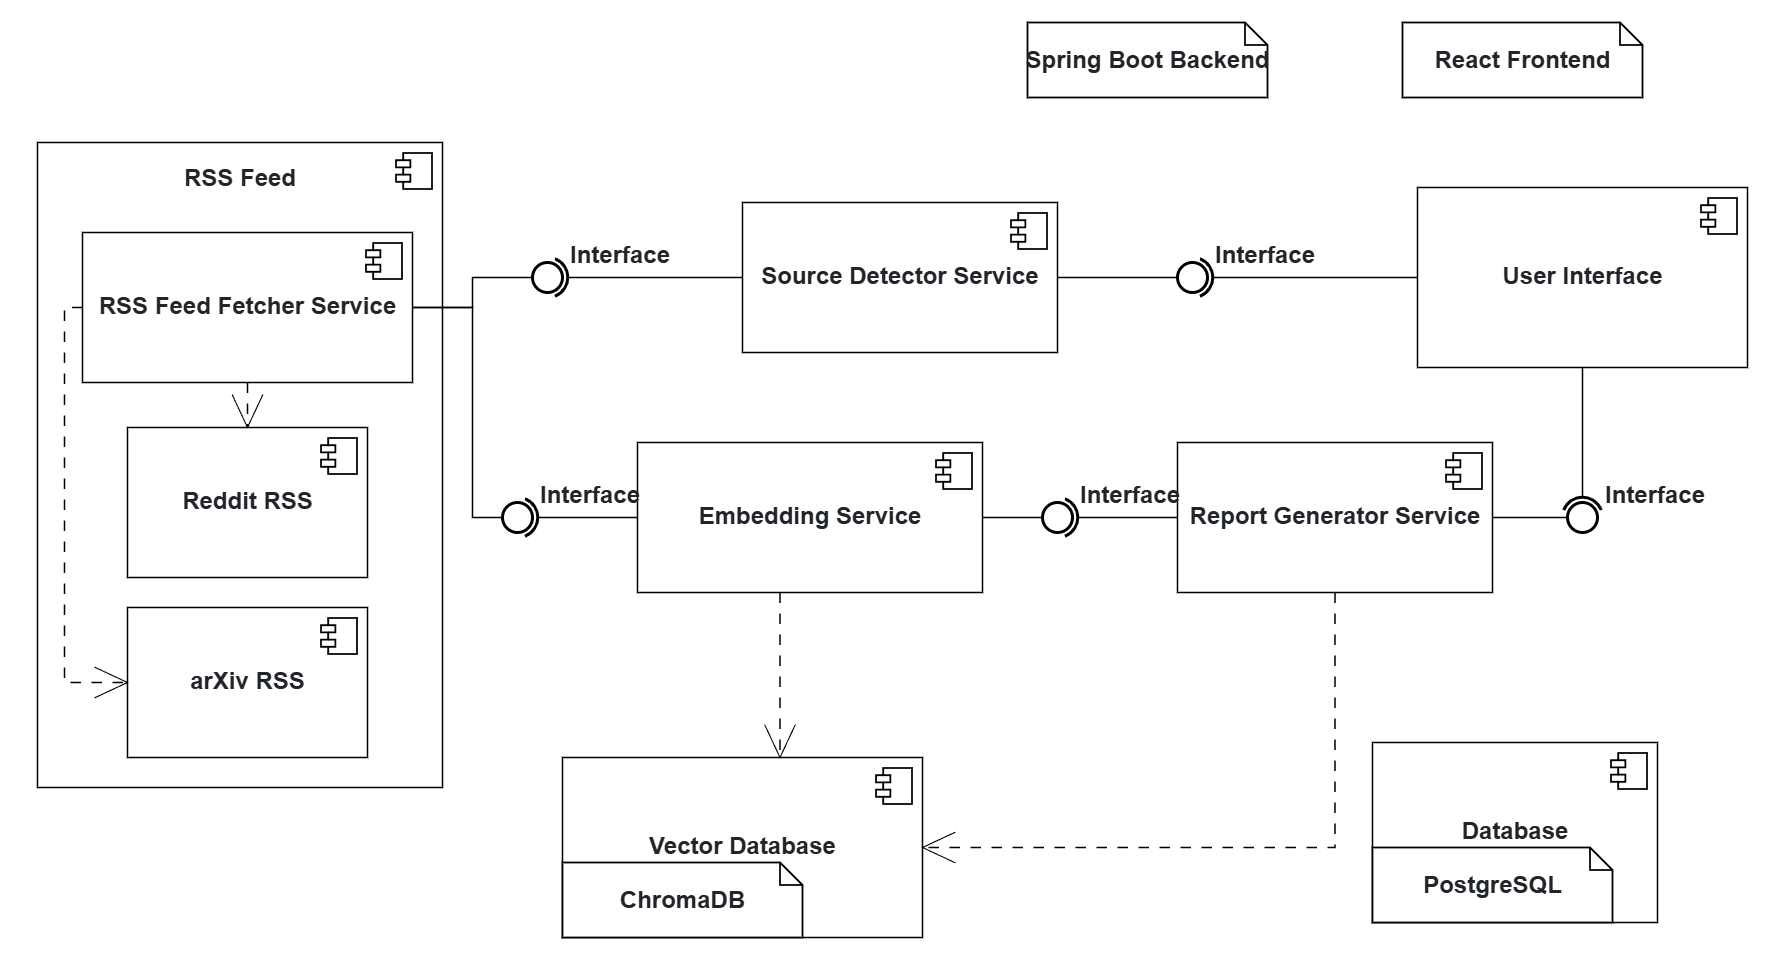 Spring Boot Backend
React Frontend
RSS Feed
RSS Feed Fetcher Service
Reddit RSS
arXiv RSS
Interface
Source Detector Service
Interface
User Interface
Interface
Embedding Service
Interface
Report Generator Service
Interface
Vector Database
ChromaDB
Database
PostgreSQL